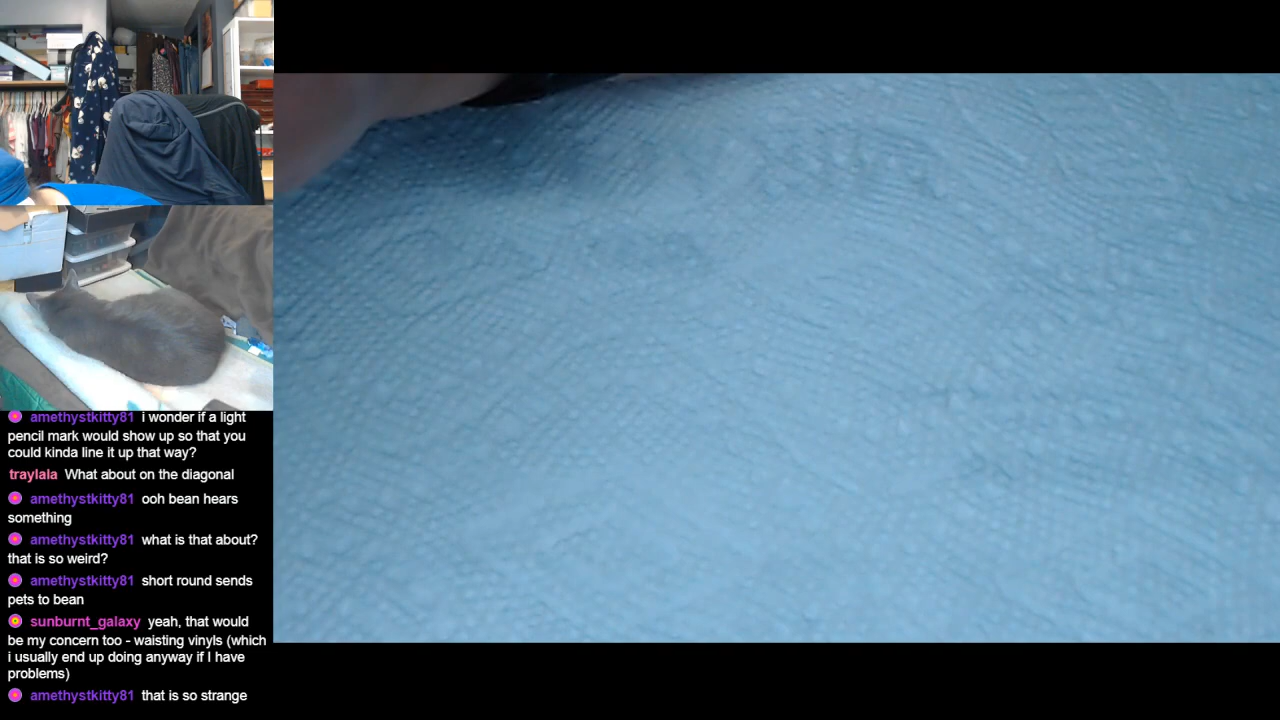 amethystkitty81 i wonder if a light
pencil mark would show up so that you
could kinda line it up that way?
traylala What about on the diagonal
amethystkitty81 ooh bean hears
something
amethystkitty81 what is that about?
that is so weird?
amethystkitty81 short round sends
pets to bean
sunburnt_galaxy yeah, that would
be my concern too - waisting vinyls (which
i usually end up doing anyway if I have
problems)
amethystkitty81 that is so strange